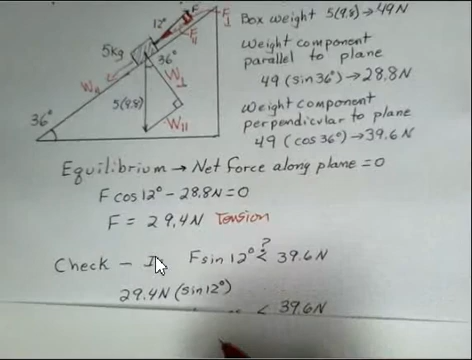 12° F F⊥
F||
5kg 36°
W|| W⊥
5(9.8)
36° W||
Box weight 5(9.8)→49N
Weight component
parallel to plane
49 (sin 36°)→28.8N
Weight component
perpendicular to plane
49 (cos 36°)→39.6N
Equilibrium → Net force along plane = 0
F cos 12° - 28.8N = 0
F = 29.4N Tension
Check - Is F sin 12° <? 39.6N
29.4N (sin 12°)
< 39.6N